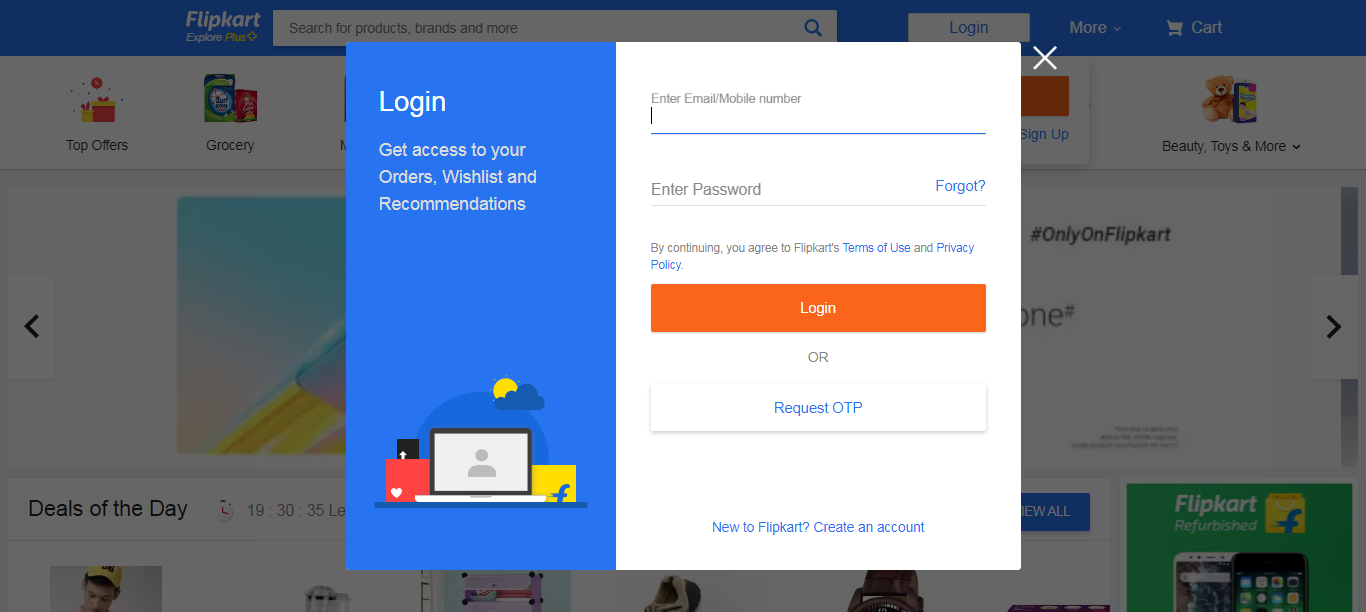 Flipkart
Explore Plus
Search for products, brands and more
Login
More
Cart
Top Offers
Grocery
M
Sign Up
Beauty, Toys & More
Login
Get access to your
Orders, Wishlist and
Recommendations
Enter Email/Mobile number
Enter Password
Forgot?
By continuing, you agree to Flipkart's Terms of Use and Privacy
Policy.
Login
OR
Request OTP
New to Flipkart? Create an account
#OnlyOnFlipkart
one#
Deals of the Day
19 : 30 : 35 Le
IEW ALL
Flipkart
Refurbished